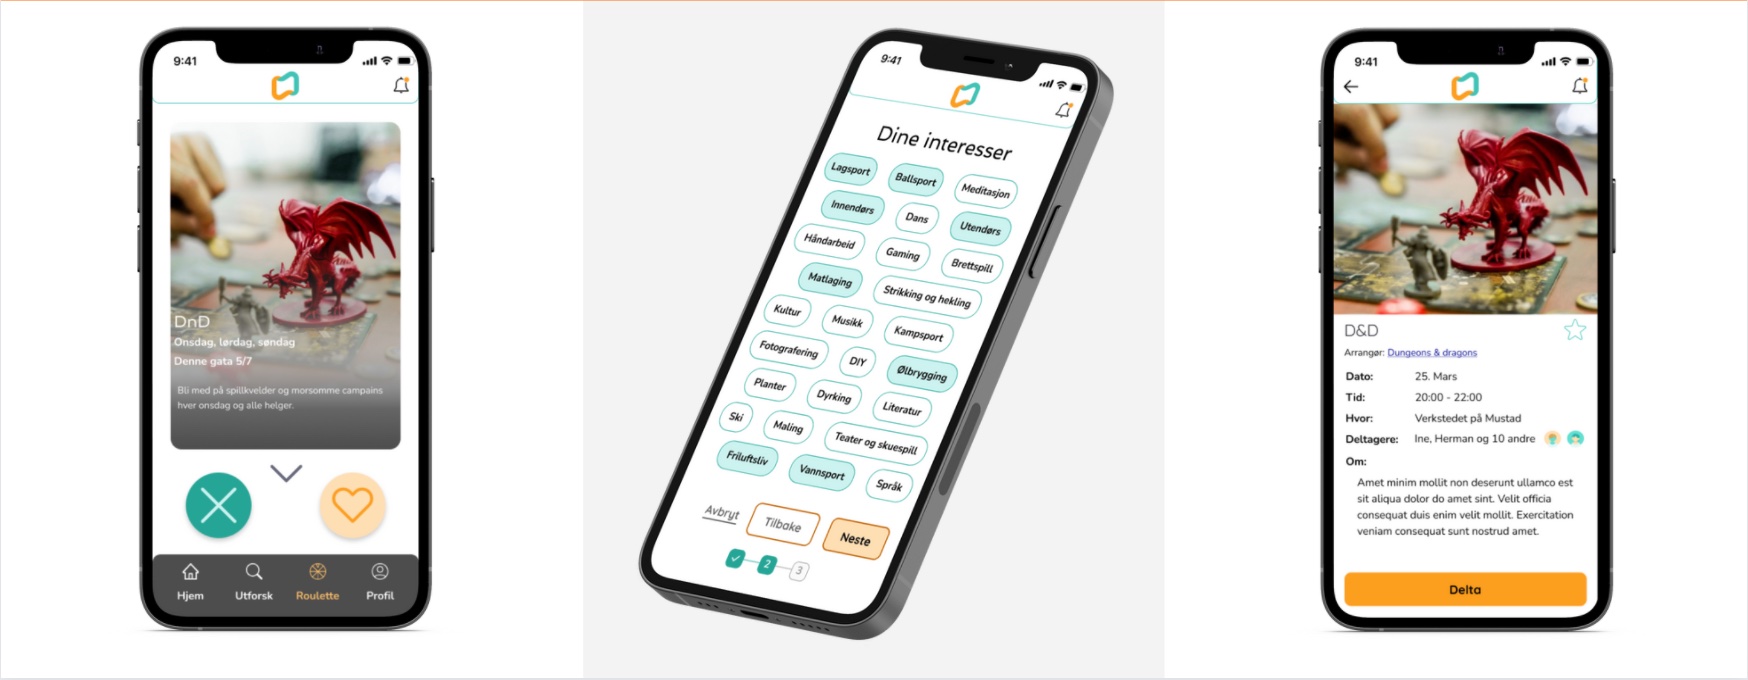 9:41
DnD
Onsdag, lørdag, søndag
Denne gata 5/7
Bli med på spillkvelder og morsomme campains
hver onsdag og alle helger.
Hjem Utforsk Roulette Profil
9:41
Dine interesser
Lagsport Ballsport Meditasjon
Innendørs Dans Utendørs
Håndarbeid Gaming Brettspill
Matlaging Strikking og hekling
Kultur Musikk Kampsport
Fotografering DIY Ølbrygging
Planter Dyrking Literatur
Ski Maling Teater og skuespill
Friluftsliv Vannsport Språk
Avbryt Tilbake Neste
2 3
9:41
D&D
Arrangør: Dungeons & dragons
Dato: 25. Mars
Tid: 20:00 - 22:00
Hvor: Verkstedet på Mustad
Deltagere: Ine, Herman og 10 andre
Om:
Amet minim mollit non deserunt ullamco est
sit aliqua dolor do amet sint. Velit officia
consequat duis enim velit mollit. Exercitation
veniam consequat sunt nostrud amet.
Delta